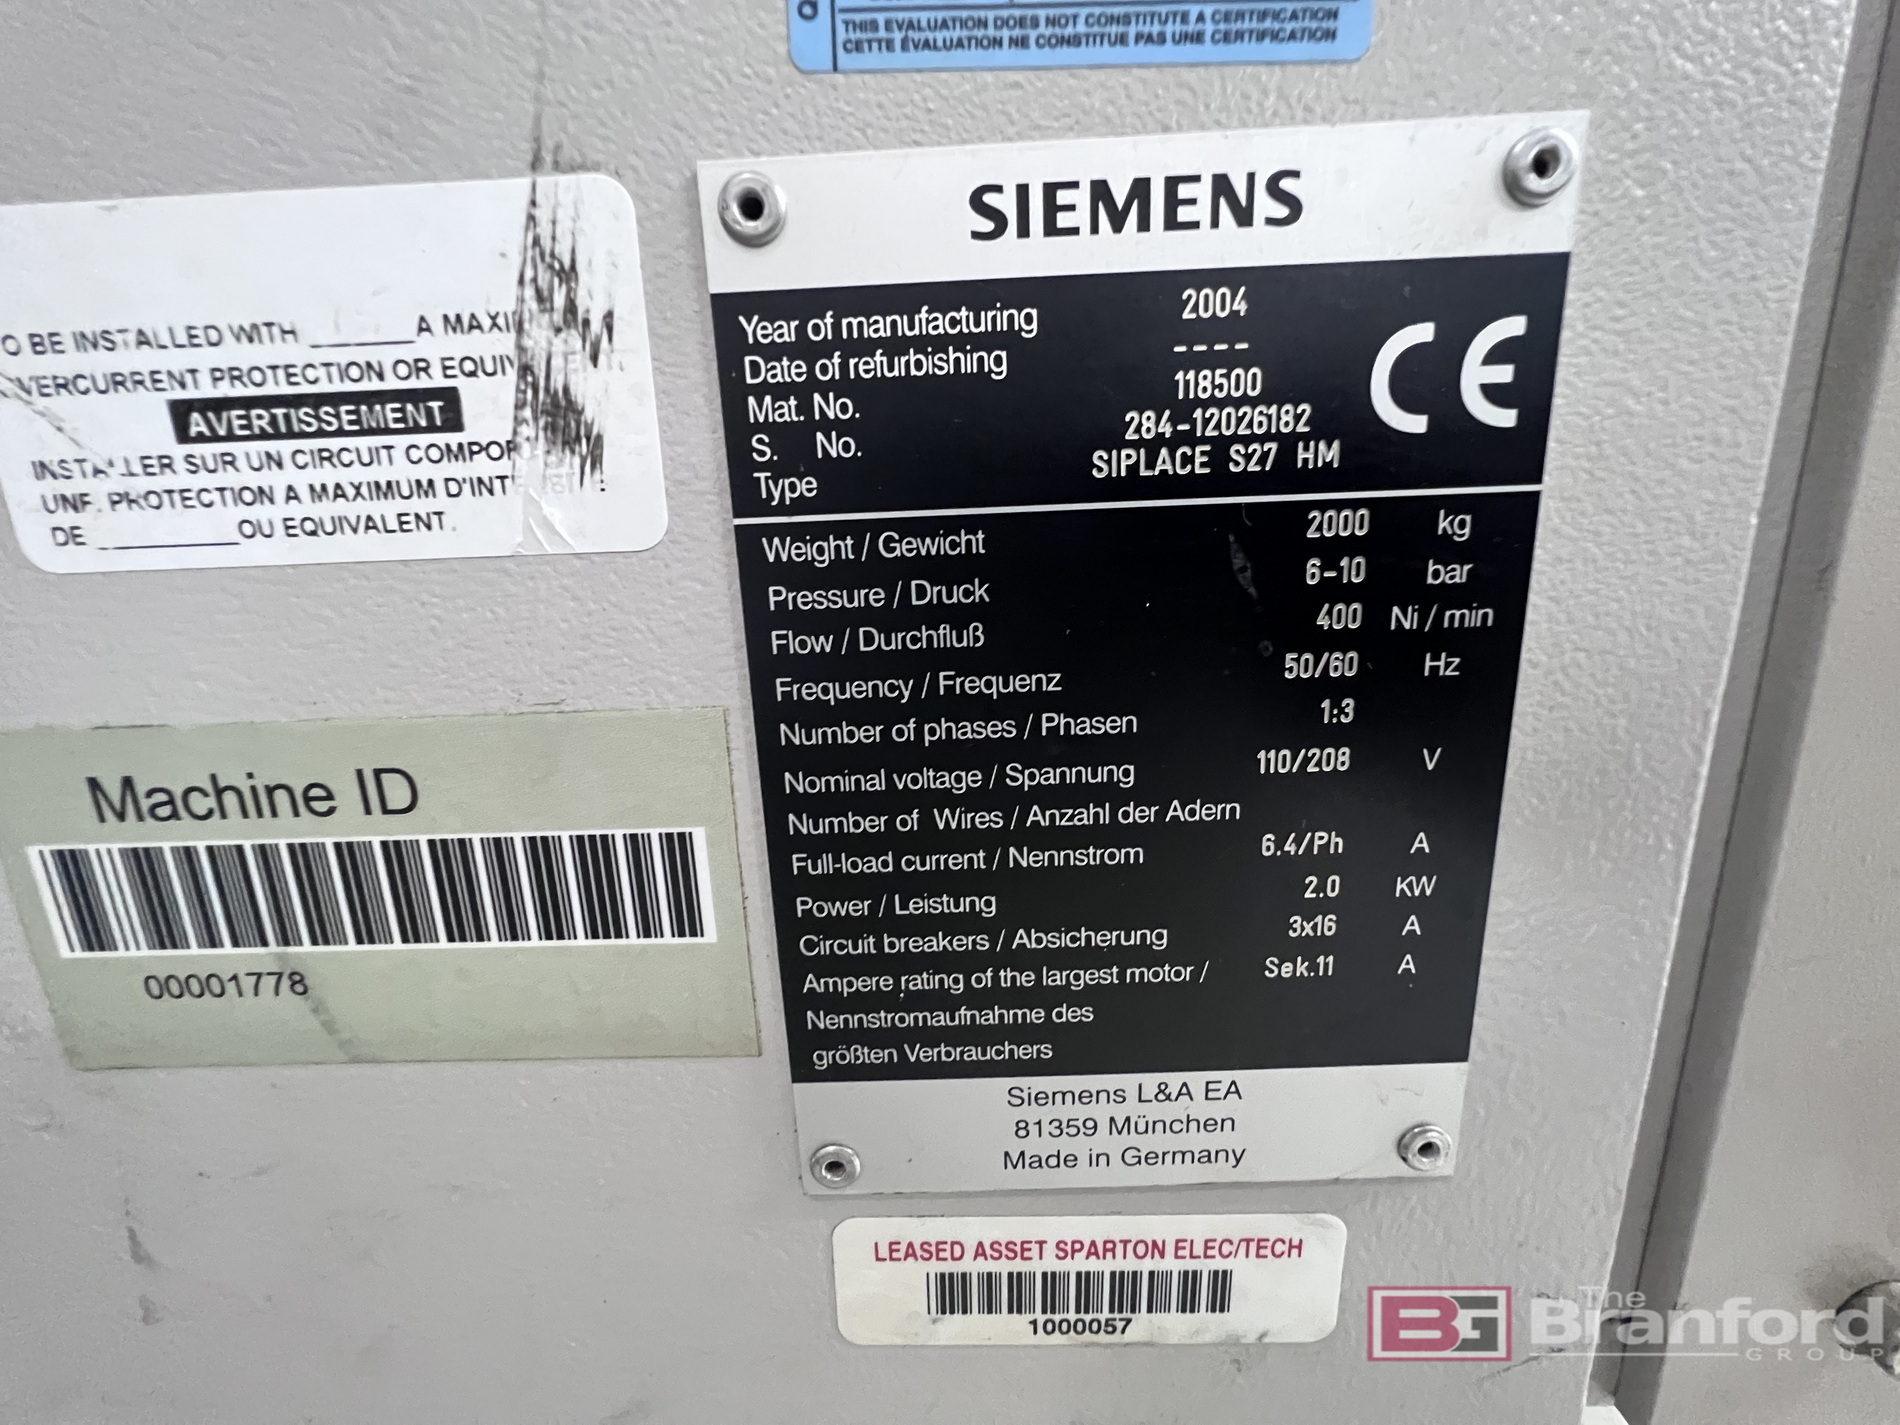 THIS EVALUATION DOES NOT CONSTITUTE A CERTIFICATION
CETTE ÉVALUATION NE CONSTITUE PAS UNE CERTIFICATION
O BE INSTALLED WITH ______ A MAXI
VERCURRENT PROTECTION OR EQUIV
AVERTISSEMENT
SUR UN CIRCUIT
PROTECTION A MAXIMUM D'INT
DE ________ OU EQUIVALENT.
Machine ID
00001778
SIEMENS
Year of manufacturing 2004
Date of refurbishing ----
Mat. No. 118500
S. No. 284-12026182
Type SIPLACE S27 HM
CE
Weight / Gewicht 2000 kg
Pressure / Druck 6-10 bar
Flow / Durchfluß 400 Ni / min
Frequency / Frequenz 50/60 Hz
Number of phases / Phasen 1:3
Nominal voltage / Spannung 110/208 V
Number of Wires / Anzahl der Adern
Full-load current / Nennstrom 6.4/Ph A
Power / Leistung 2.0 KW
Circuit breakers / Absicherung 3x16 A
Ampere rating of the largest motor / Sek.11 A
Nennstromaufnahme des
größten Verbrauchers
Siemens L&A EA
81359 München
Made in Germany
LEASED ASSET SPARTON ELEC/TECH
1000057
BG The Branford
GROUP